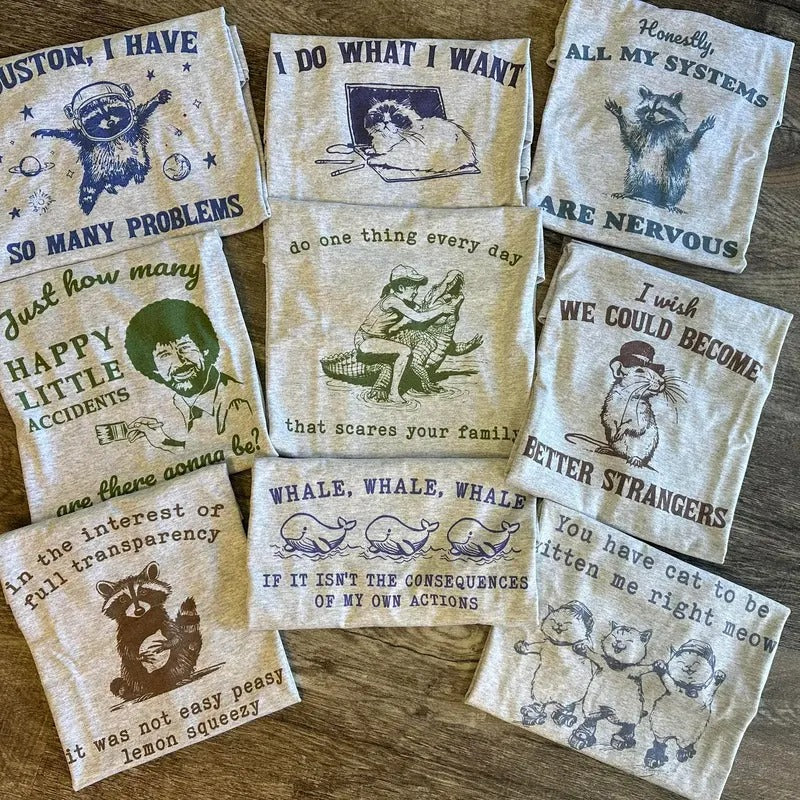 OUSTON, I HAVE
SO MANY PROBLEMS
I DO WHAT I WANT
Honestly,
ALL MY SYSTEMS
ARE NERVOUS
Just how many
HAPPY
LITTLE
ACCIDENTS
are there gonna be?
do one thing every day
that scares your family
I wish
WE COULD BECOME
BETTER STRANGERS
in the interest of
full transparency
it was not easy peasy
lemon squeezy
WHALE, WHALE, WHALE
IF IT ISN'T THE CONSEQUENCES
OF MY OWN ACTIONS
You have cat to be
itten me right meow